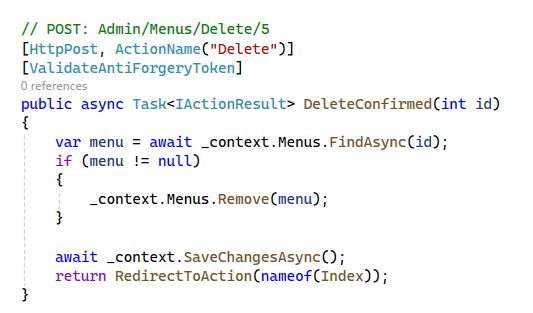 // POST: Admin/Menus/Delete/5
[HttpPost, ActionName("Delete")]
[ValidateAntiForgeryToken]
0 references
public async Task<IActionResult> DeleteConfirmed(int id)
{
    var menu = await _context.Menus.FindAsync(id);
    if (menu != null)
    {
        _context.Menus.Remove(menu);
    }

    await _context.SaveChangesAsync();
    return RedirectToAction(nameof(Index));
}